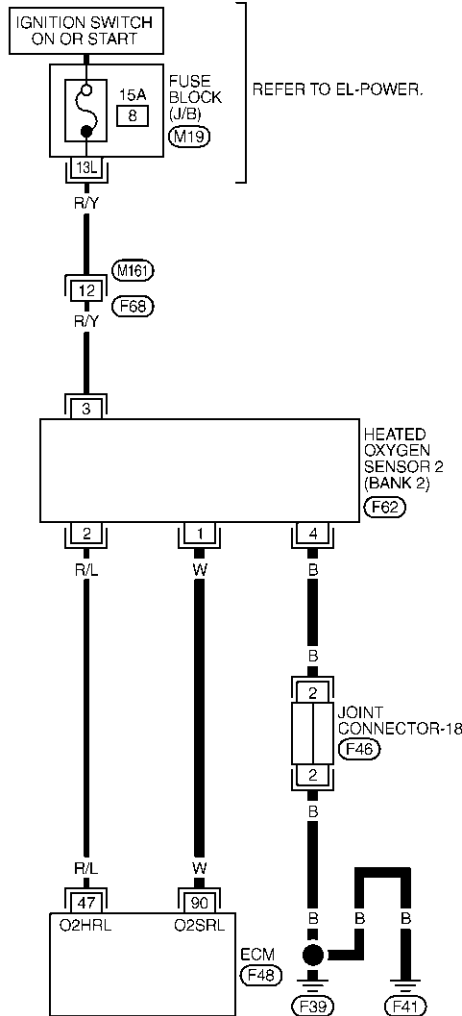 IGNITION SWITCH
ON OR START
15A
8
FUSE
BLOCK
(J/B)
M19
REFER TO EL-POWER.
13L
R/Y
12
M161
F68
R/Y
3
HEATED
OXYGEN
SENSOR 2
(BANK 2)
F62
2
1
4
R/L
W
B
B
2
JOINT
CONNECTOR-18
F46
2
B
R/L
W
47
90
B
B
B
O2HRL
O2SRL
ECM
F48
F39
F41